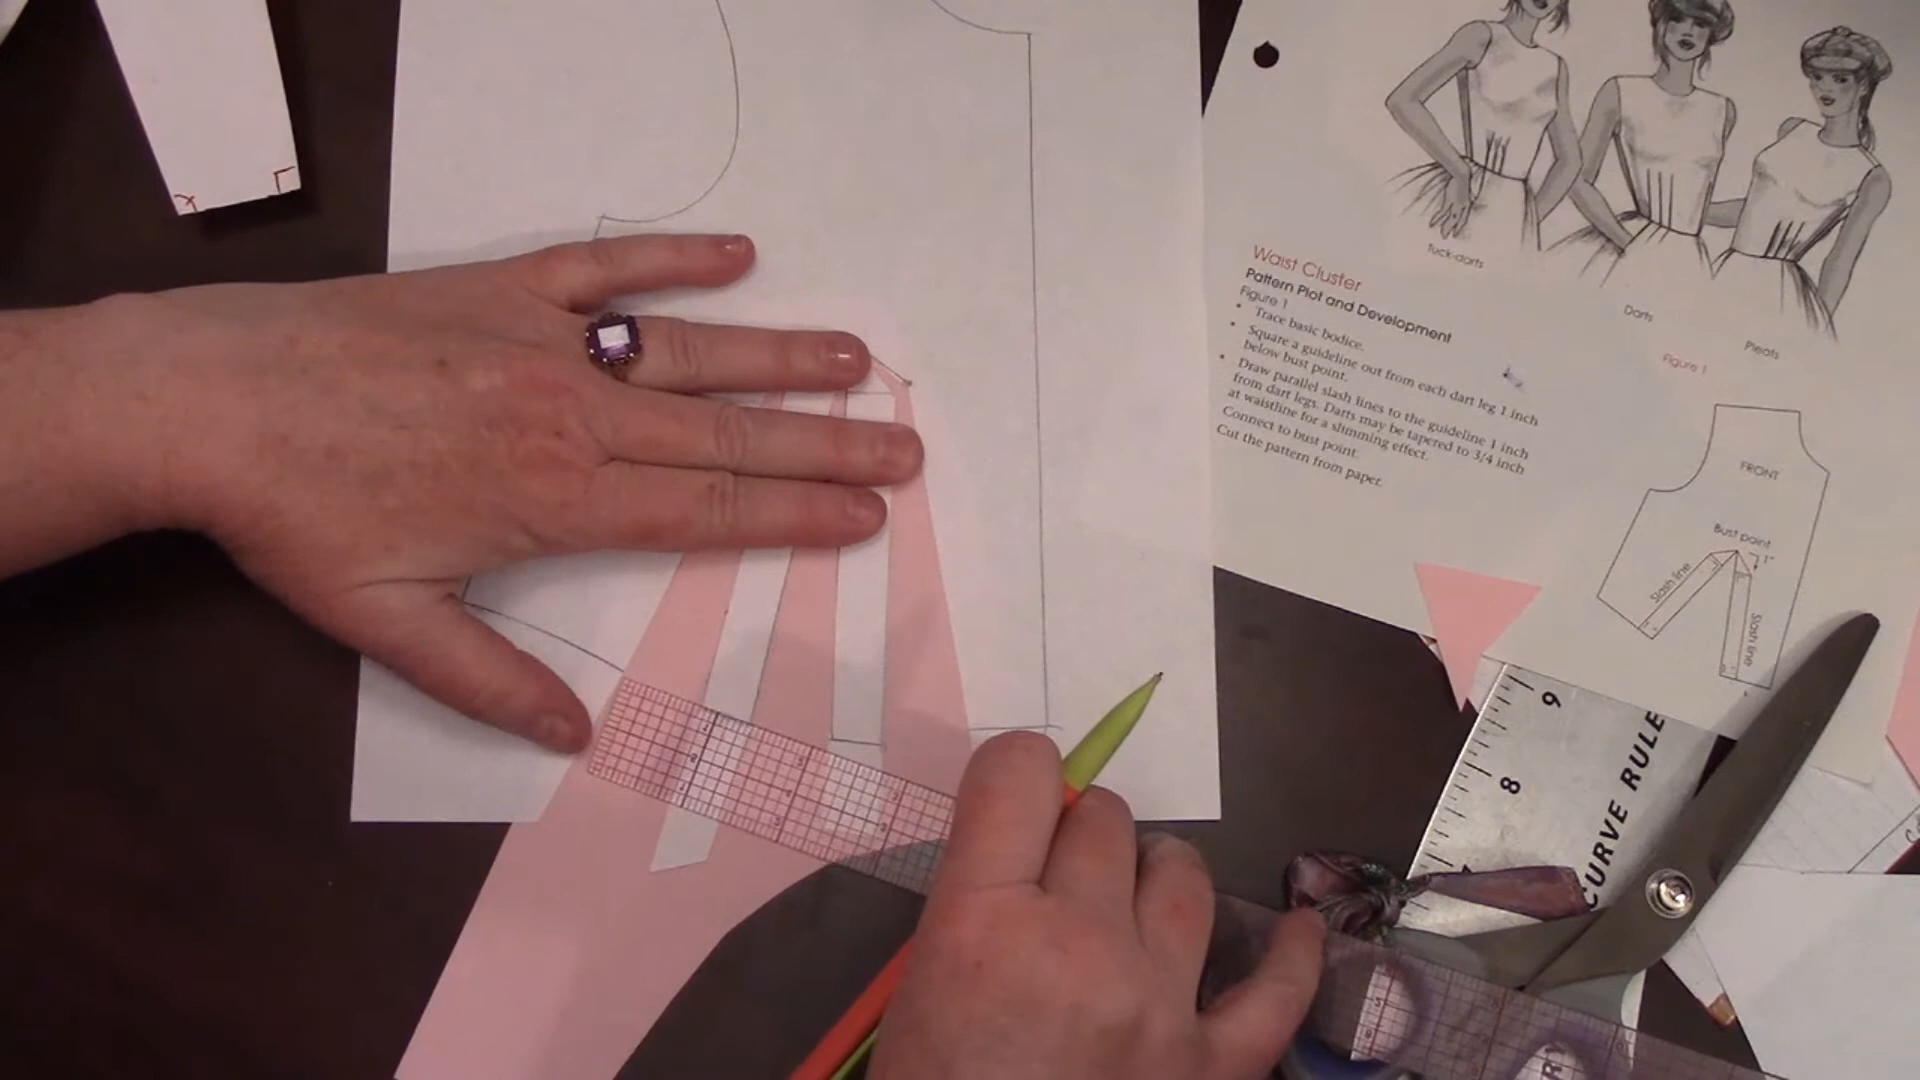 Tuck-darts
Darts
Pleats
Waist Cluster
Pattern Plot and Development
Figure 1
• Trace basic bodice.
• Square a guideline out from each dart leg 1 inch
below bust point.
• Draw parallel slash lines to the guideline 1 inch
from dart legs. Darts may be tapered to 3/4 inch
at waistline for a slimming effect.
Connect to bust point.
Cut the pattern from paper.
Figure 1
FRONT
Bust point
1"
Slash line
Slash line
9
8
CURVE RULE